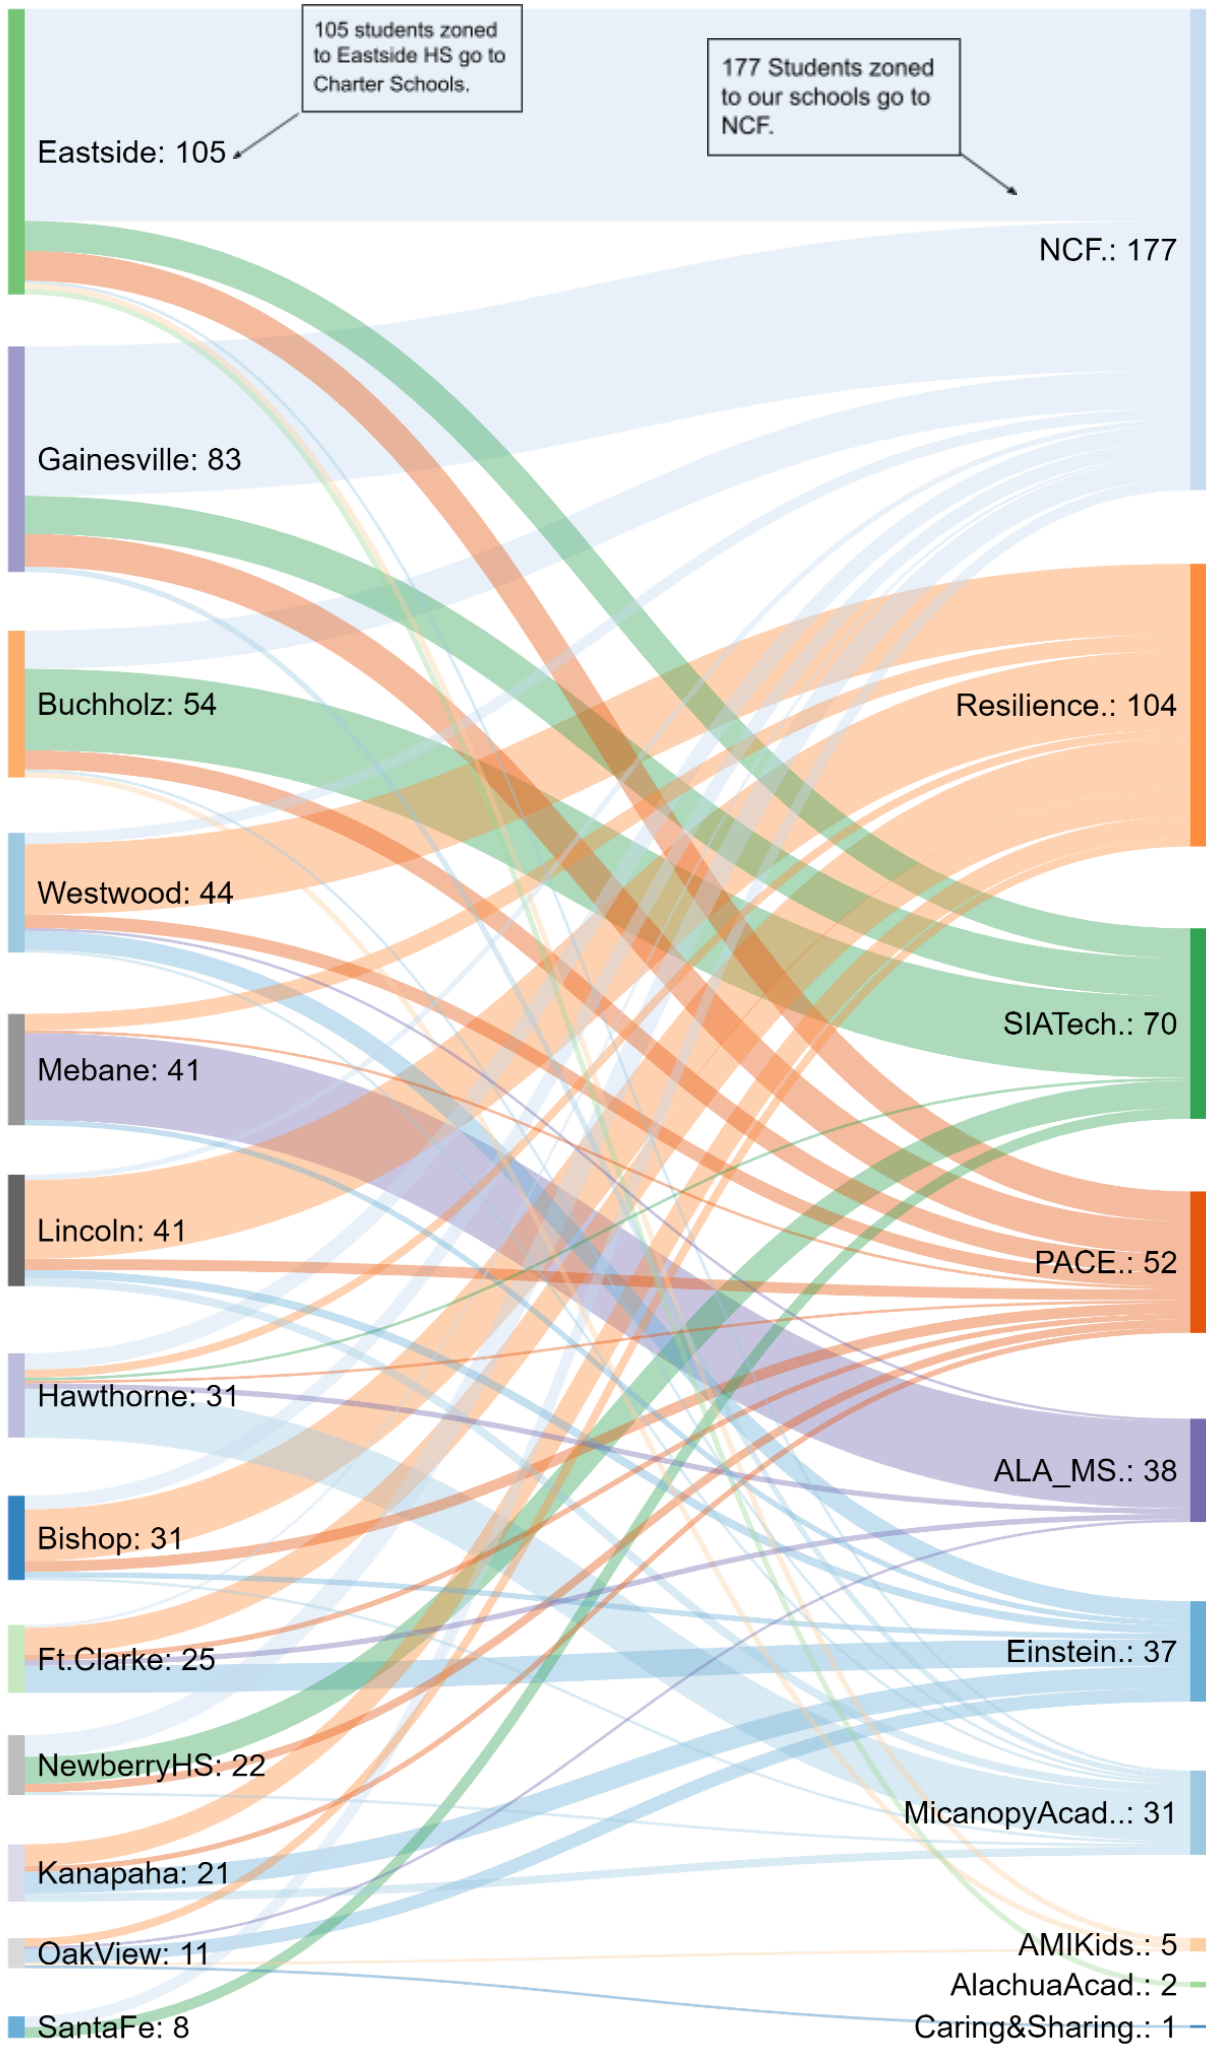 105 students zoned
to Eastside HS go to
Charter Schools.
177 Students zoned
to our schools go to
NCF.
Eastside: 105
NCF.: 177
Gainesville: 83
Buchholz: 54
Resilience.: 104
Westwood: 44
SIATech.: 70
Mebane: 41
Lincoln: 41
PACE.: 52
Hawthorne: 31
ALA_MS.: 38
Bishop: 31
Einstein.: 37
Ft.Clarke: 25
NewberryHS: 22
MicanopyAcad..: 31
Kanapaha: 21
AMIKids.: 5
OakView: 11
AlachuaAcad.: 2
SantaFe: 8
Caring&Sharing.: 1